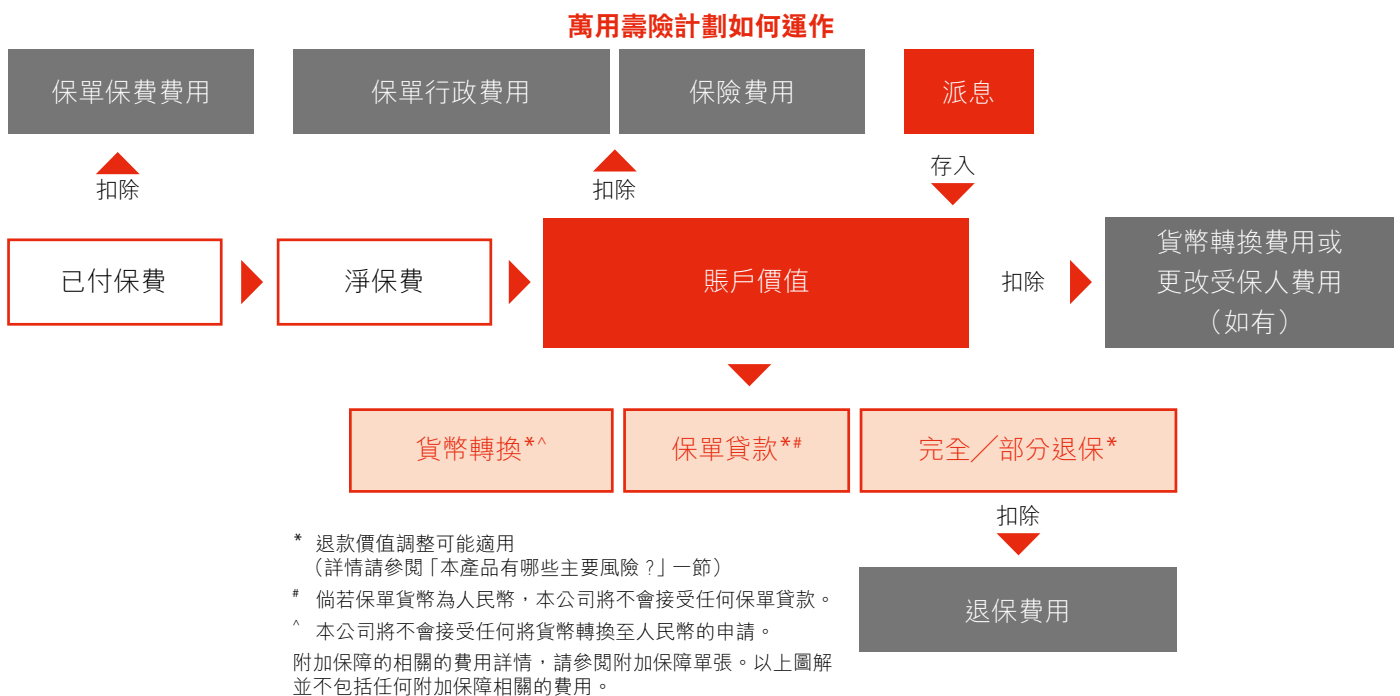 萬用壽險計劃如何運作
保單保費費用
保單行政費用
保險費用
派息
扣除
扣除
存入
已付保費
淨保費
賬戶價值
扣除
貨幣轉換費用或
更改受保人費用
（如有）
貨幣轉換*^
保單貸款*#
完全／部分退保*
扣除
退保費用
* 退款價值調整可能適用
（詳情請參閱「本產品有哪些主要風險？」一節）
# 倘若保單貨幣為人民幣，本公司將不會接受任何保單貸款。
^ 本公司將不會接受任何將貨幣轉換至人民幣的申請。
附加保障的相關的費用詳情，請參閱附加保障單張。以上圖解
並不包括任何附加保障相關的費用。